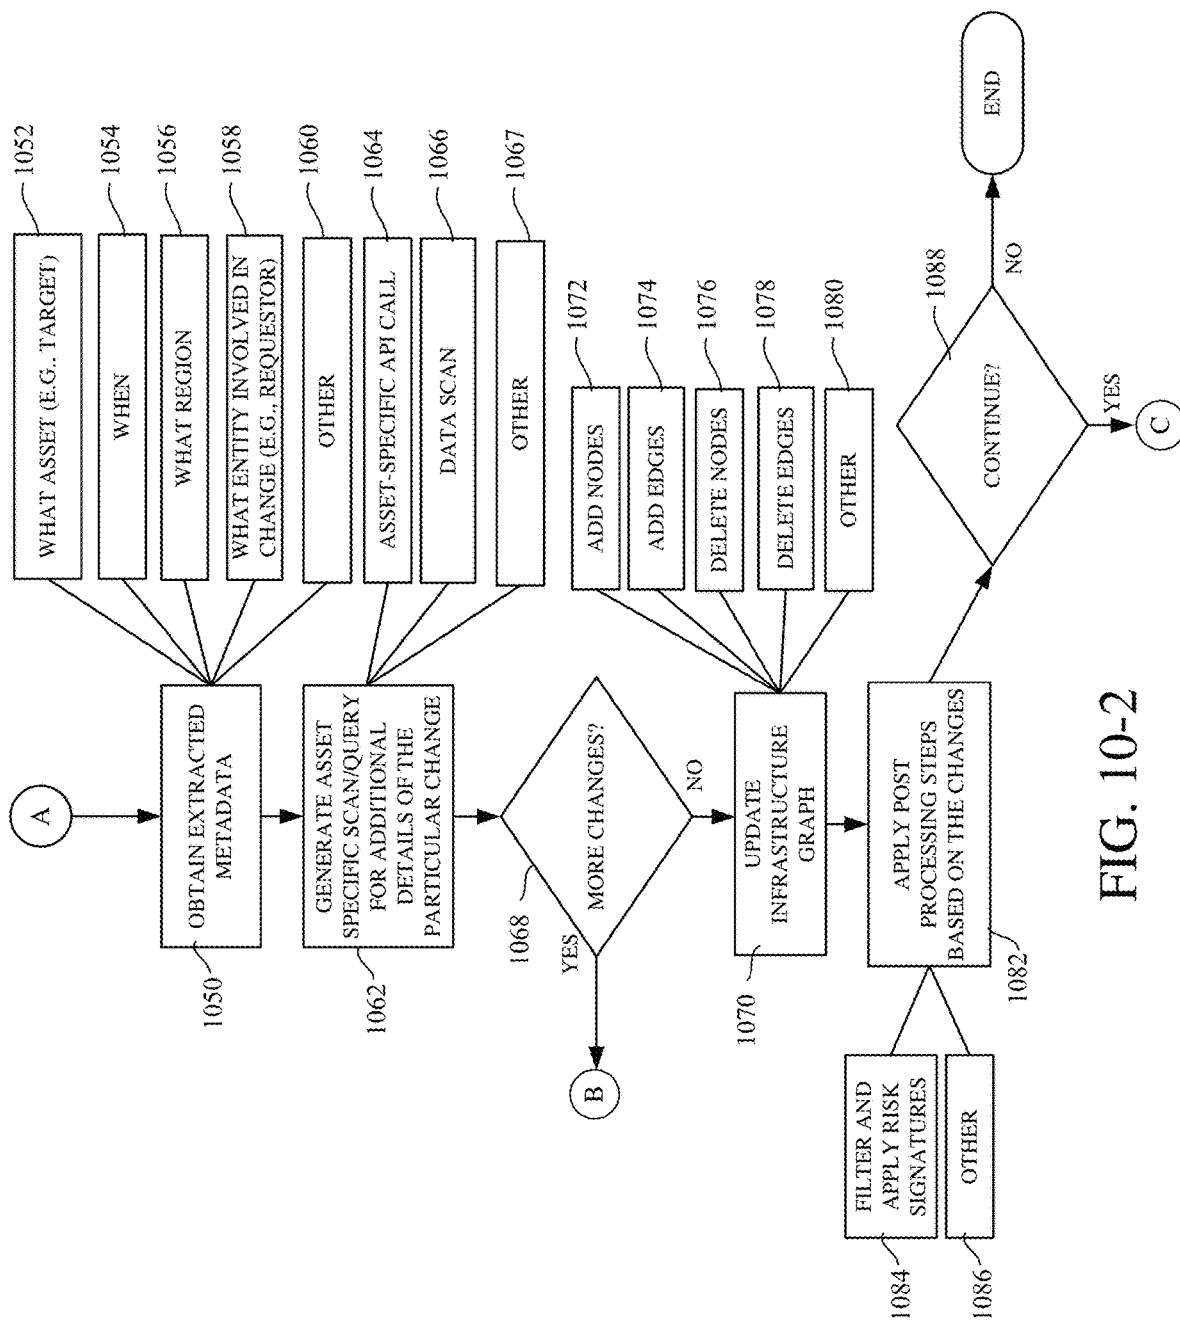 A
OBTAIN EXTRACTED
METADATA
1050
WHAT ASSET (E.G., TARGET)
1052
WHEN
1054
WHAT REGION
1056
WHAT ENTITY INVOLVED IN
CHANGE (E.G., REQUESTOR)
1058
OTHER
1060
GENERATE ASSET
SPECIFIC SCAN/QUERY
FOR ADDITIONAL
DETAILS OF THE
PARTICULAR CHANGE
1062
ASSET-SPECIFIC API CALL
1064
DATA SCAN
1066
OTHER
1067
MORE CHANGES?
1068
YES
B
NO
UPDATE
INFRASTRUCTURE
GRAPH
1070
ADD NODES
1072
ADD EDGES
1074
DELETE NODES
1076
DELETE EDGES
1078
OTHER
1080
APPLY POST
PROCESSING STEPS
BASED ON THE CHANGES
1082
FILTER AND
APPLY RISK
SIGNATURES
1084
OTHER
1086
CONTINUE?
1088
YES
C
NO
END
FIG. 10-2